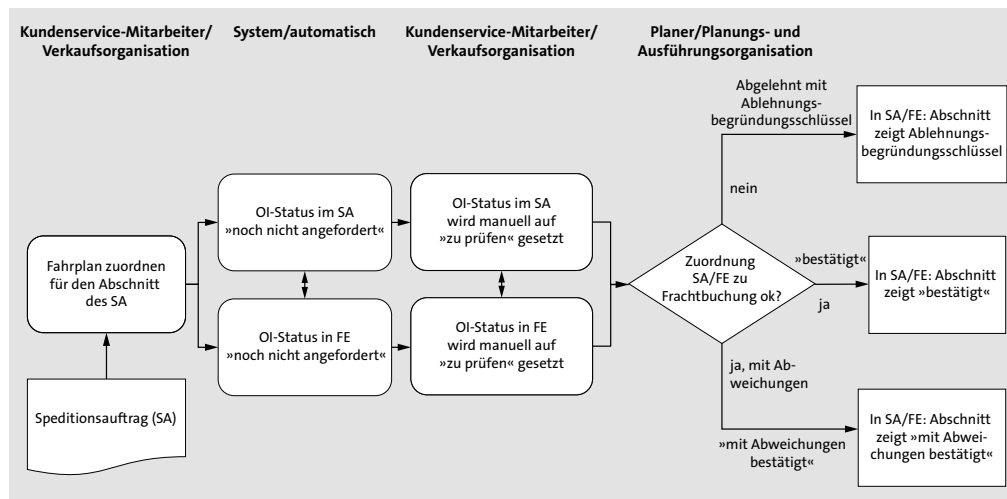 Kundenservice-Mitarbeiter/
Verkaufsorganisation
System/automatisch
Kundenservice-Mitarbeiter/
Verkaufsorganisation
Planer/Planungs- und
Ausführungsorganisation
Fahrplan zuordnen
für den Abschnitt
des SA
Speditionsauftrag (SA)
OI-Status im SA
»noch nicht angefordert«
OI-Status in FE
»noch nicht angefordert«
OI-Status im SA
wird manuell auf
»zu prüfen« gesetzt
OI-Status in FE
wird manuell auf
»zu prüfen« gesetzt
Zuordnung
SA/FE zu
Frachtbuchung ok?
Abgelehnt mit
Ablehnungs-
begründungsschlüssel
nein
In SA/FE: Abschnitt
zeigt Ablehnungs-
begründungsschlüssel
»bestätigt«
ja
In SA/FE: Abschnitt
zeigt »bestätigt«
ja, mit Ab-
weichungen
»mit Abweichungen
bestätigt«
In SA/FE: Abschnitt
zeigt »mit Abwei-
chungen bestätigt«